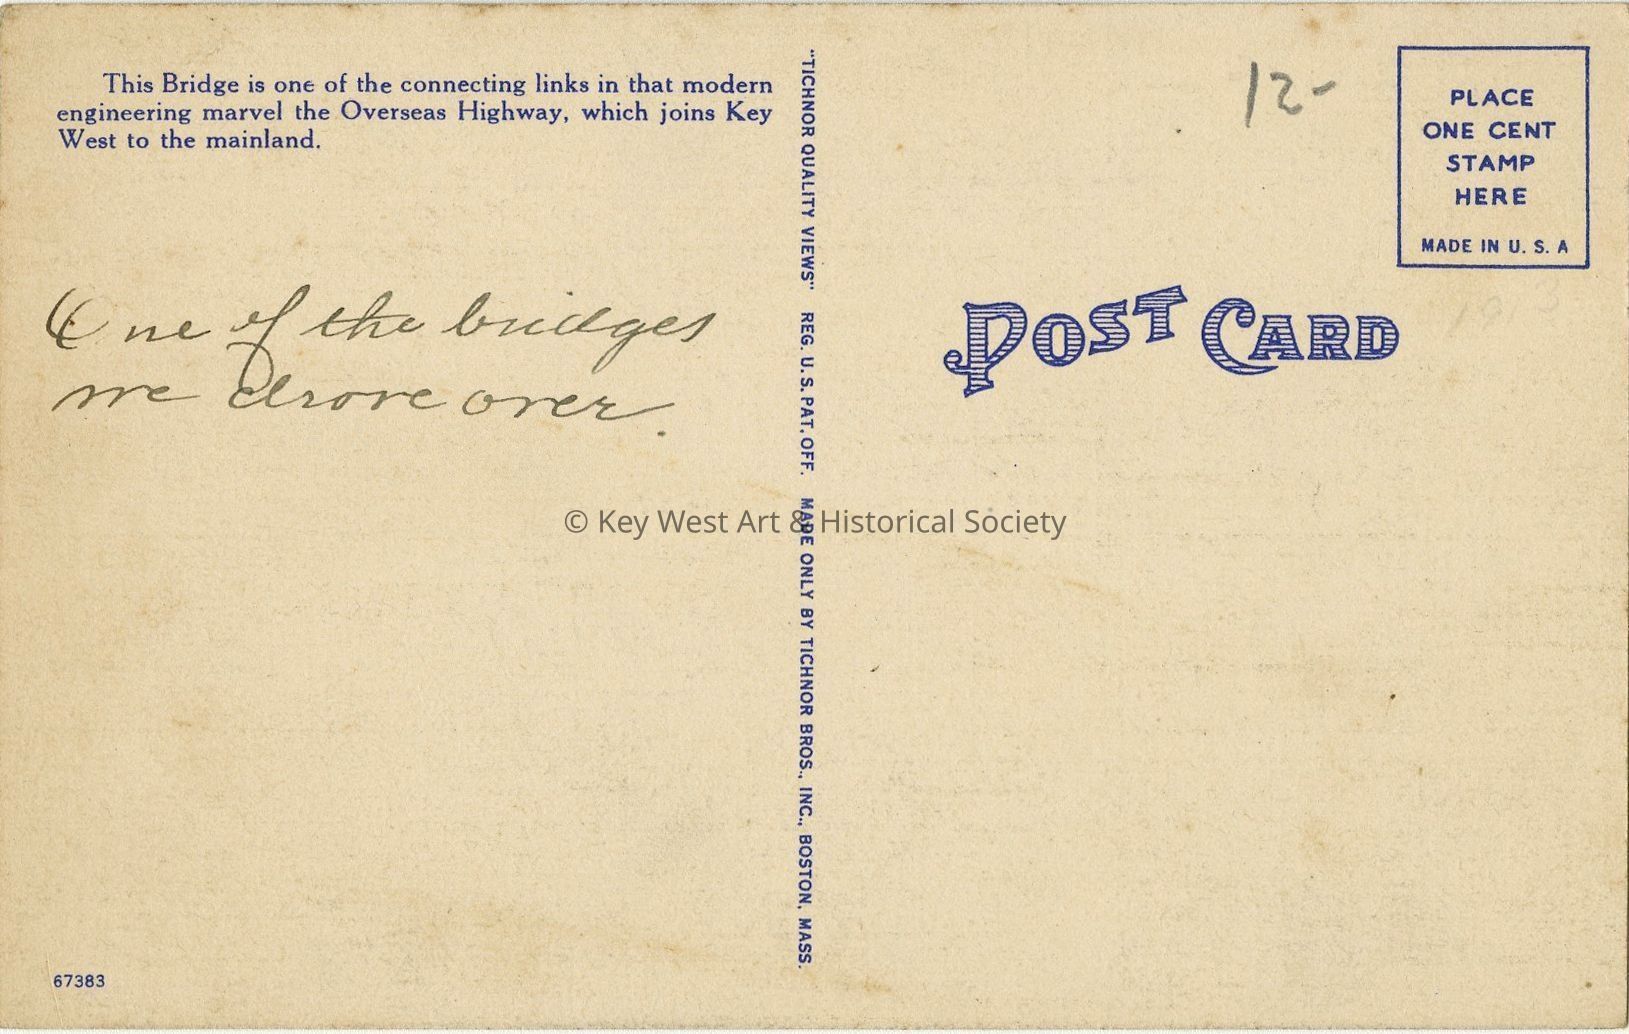 This Bridge is one of the connecting links in that modern
engineering marvel the Overseas Highway, which joins Key
West to the mainland.
One of the bridges
we drove over.
67383
"TICHNOR QUALITY VIEWS" REG. U. S. PAT. OFF. MADE ONLY BY TICHNOR BROS., INC., BOSTON, MASS.
12-
PLACE
ONE CENT
STAMP
HERE
MADE IN U. S. A
POST CARD
© Key West Art & Historical Society